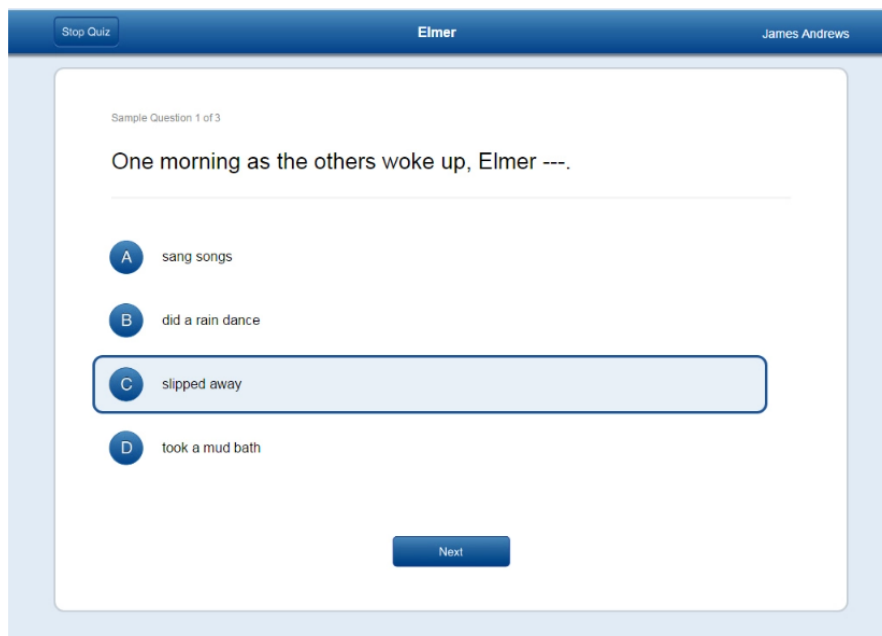 Stop Quiz
Elmer
James Andrews
Sample Question 1 of 3
One morning as the others woke up, Elmer ---.
A sang songs
B did a rain dance
C slipped away
D took a mud bath
Next